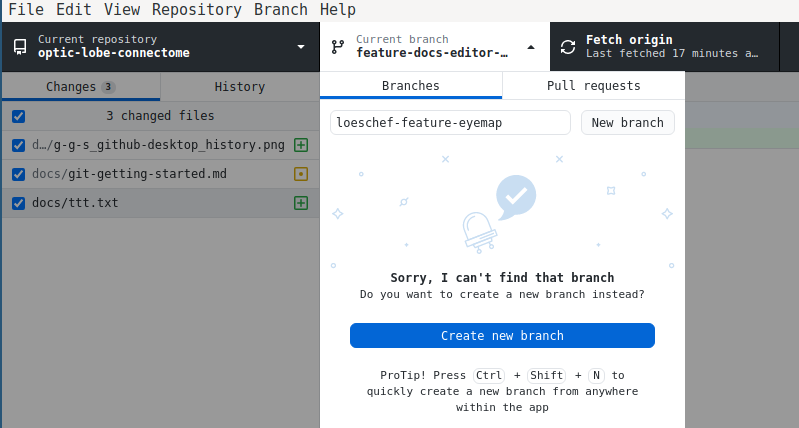 File Edit View Repository Branch Help
Current repository
optic-lobe-connectome
Current branch
feature-docs-editor-…
Fetch origin
Last fetched 17 minutes a…
Changes 3
History
Branches
Pull requests
3 changed files
loeschef-feature-eyemap
New branch
d…/g-g-s_github-desktop_history.png
docs/git-getting-started.md
docs/ttt.txt
Sorry, I can't find that branch
Do you want to create a new branch instead?
Create new branch
ProTip! Press Ctrl + Shift + N to
quickly create a new branch from anywhere
within the app